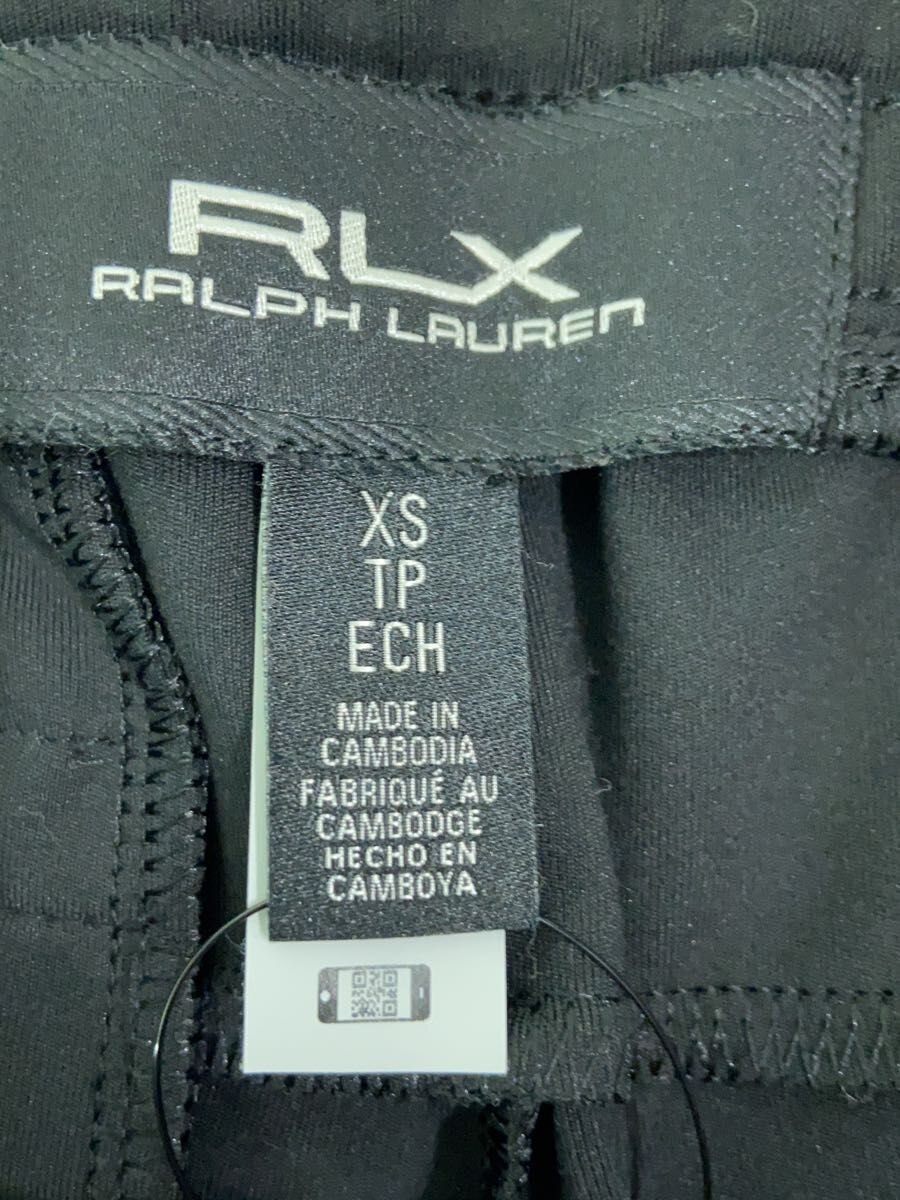 RLX
RALPH LAUREN
XS
TP
ECH
MADE IN
CAMBODIA
FABRIQUÉ AU
CAMBODGE
HECHO EN
CAMBOYA